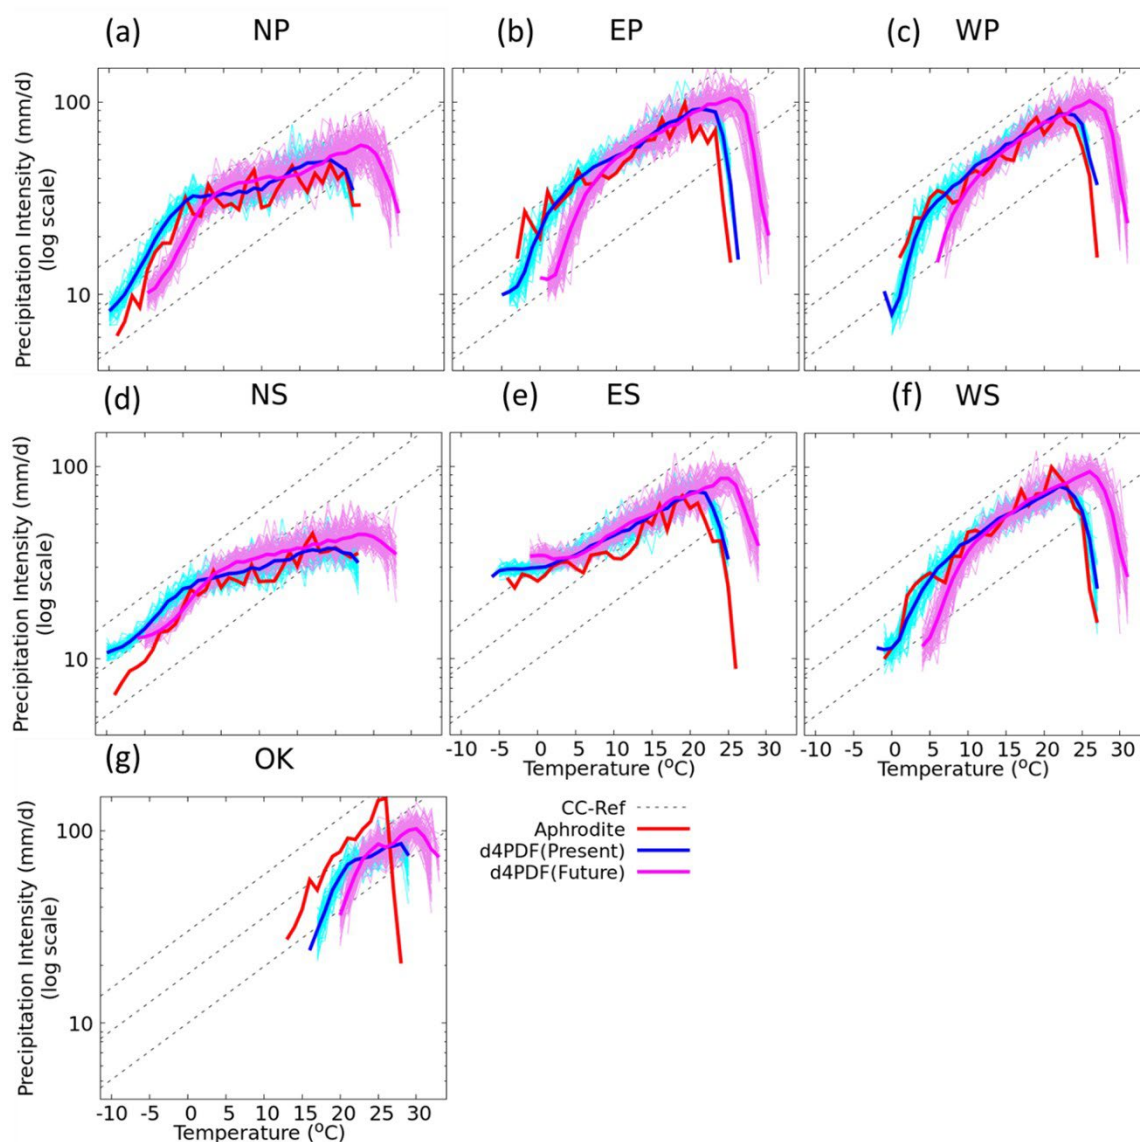 (a) NP
(b) EP
(c) WP
Precipitation Intensity (mm/d)
(log scale)
100
10
(d) NS
(e) ES
(f) WS
Precipitation Intensity (mm/d)
(log scale)
100
10
-10 -5 0 5 10 15 20 25 30
Temperature (°C)
-10 -5 0 5 10 15 20 25 30
Temperature (°C)
(g) OK
Precipitation Intensity (mm/d)
(log scale)
100
10
-10 -5 0 5 10 15 20 25 30
Temperature (°C)
CC-Ref
Aphrodite
d4PDF(Present)
d4PDF(Future)